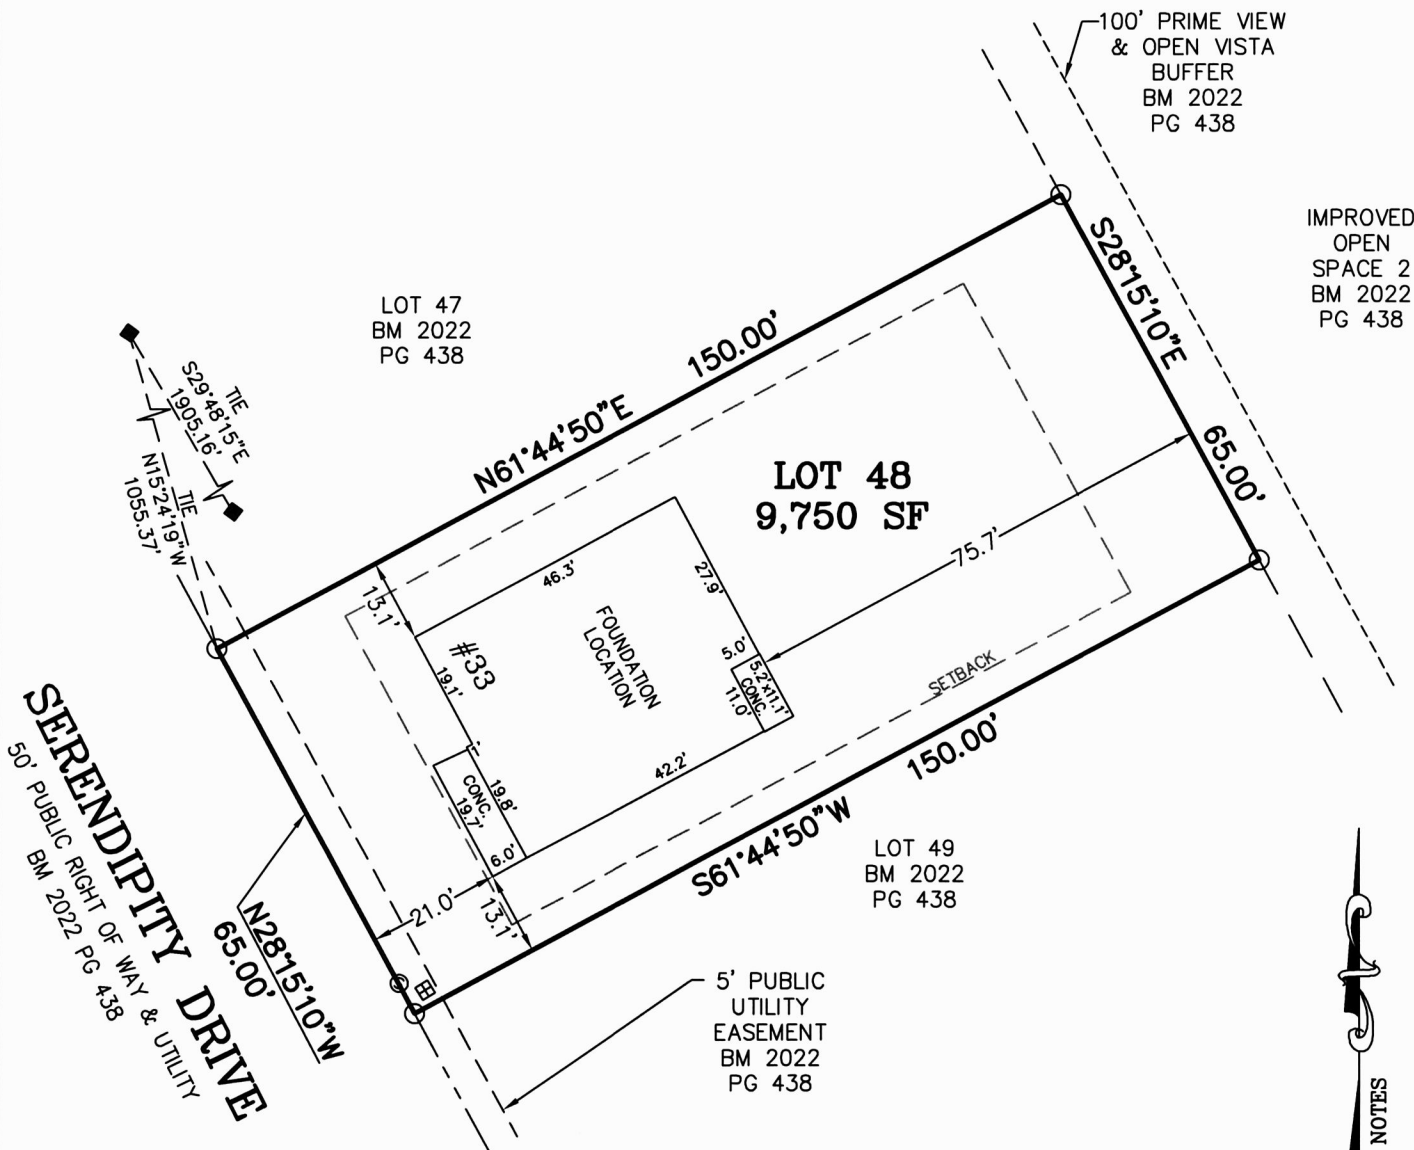 100' PRIME VIEW
& OPEN VISTA
BUFFER
BM 2022
PG 438
IMPROVED
OPEN
SPACE 2
BM 2022
PG 438
S28°15'10"E
65.00'
LOT 47
BM 2022
PG 438
150.00'
N61°44'50"E
TIE
S29°48'15"E
1905.16'
TIE
N15°24'19"W
1055.37'
LOT 48
9,750 SF
75.7'
46.3'
27.9'
13.1'
FOUNDATION
LOCATION
#33
19.1'
5.0'
5.2'x11.1'
CONC.
11.0'
SETBACK
1'
CONC.
19.7'
19.8'
42.2'
6.0'
21.0'
13.1'
150.00'
S61°44'50"W
LOT 49
BM 2022
PG 438
SERENDIPITY DRIVE
50' PUBLIC RIGHT OF WAY & UTILITY
BM 2022 PG 438
N28°15'10"W
65.00'
S
5' PUBLIC
UTILITY
EASEMENT
BM 2022
PG 438
NOTES